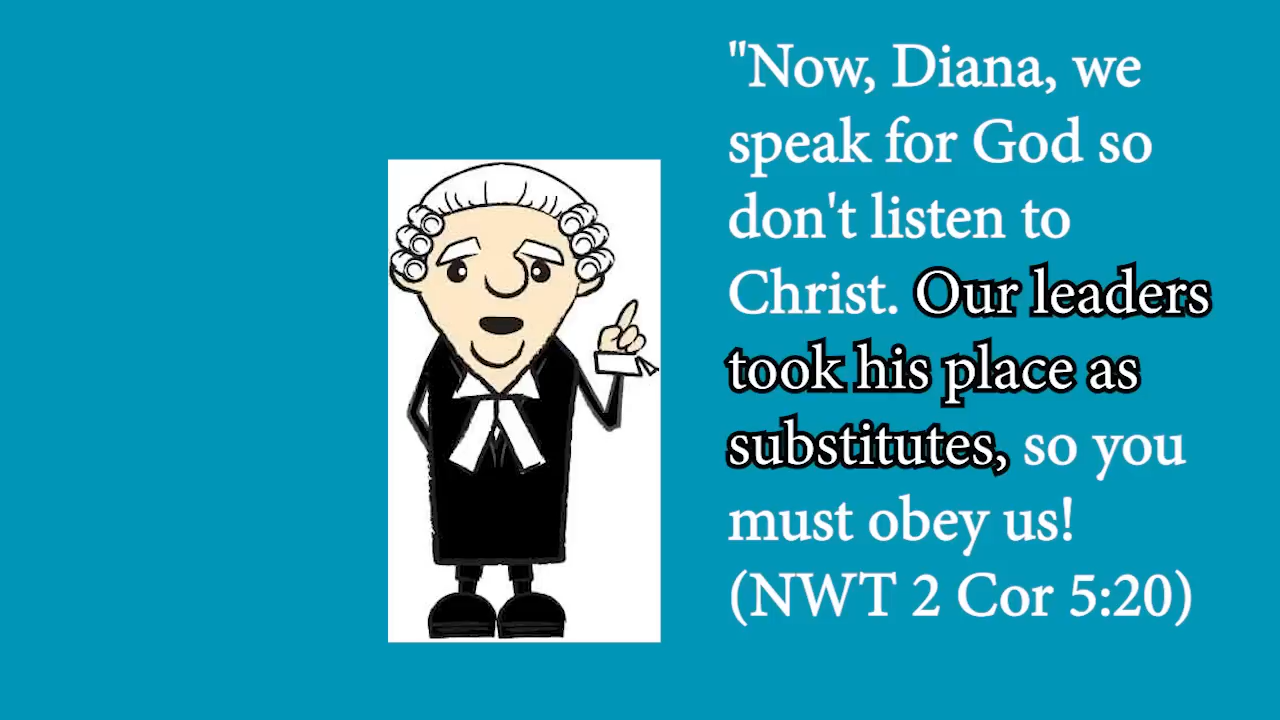 "Now, Diana, we
speak for God so
don't listen to
Christ. Our leaders
took his place as
substitutes, so you
must obey us!
(NWT 2 Cor 5:20)